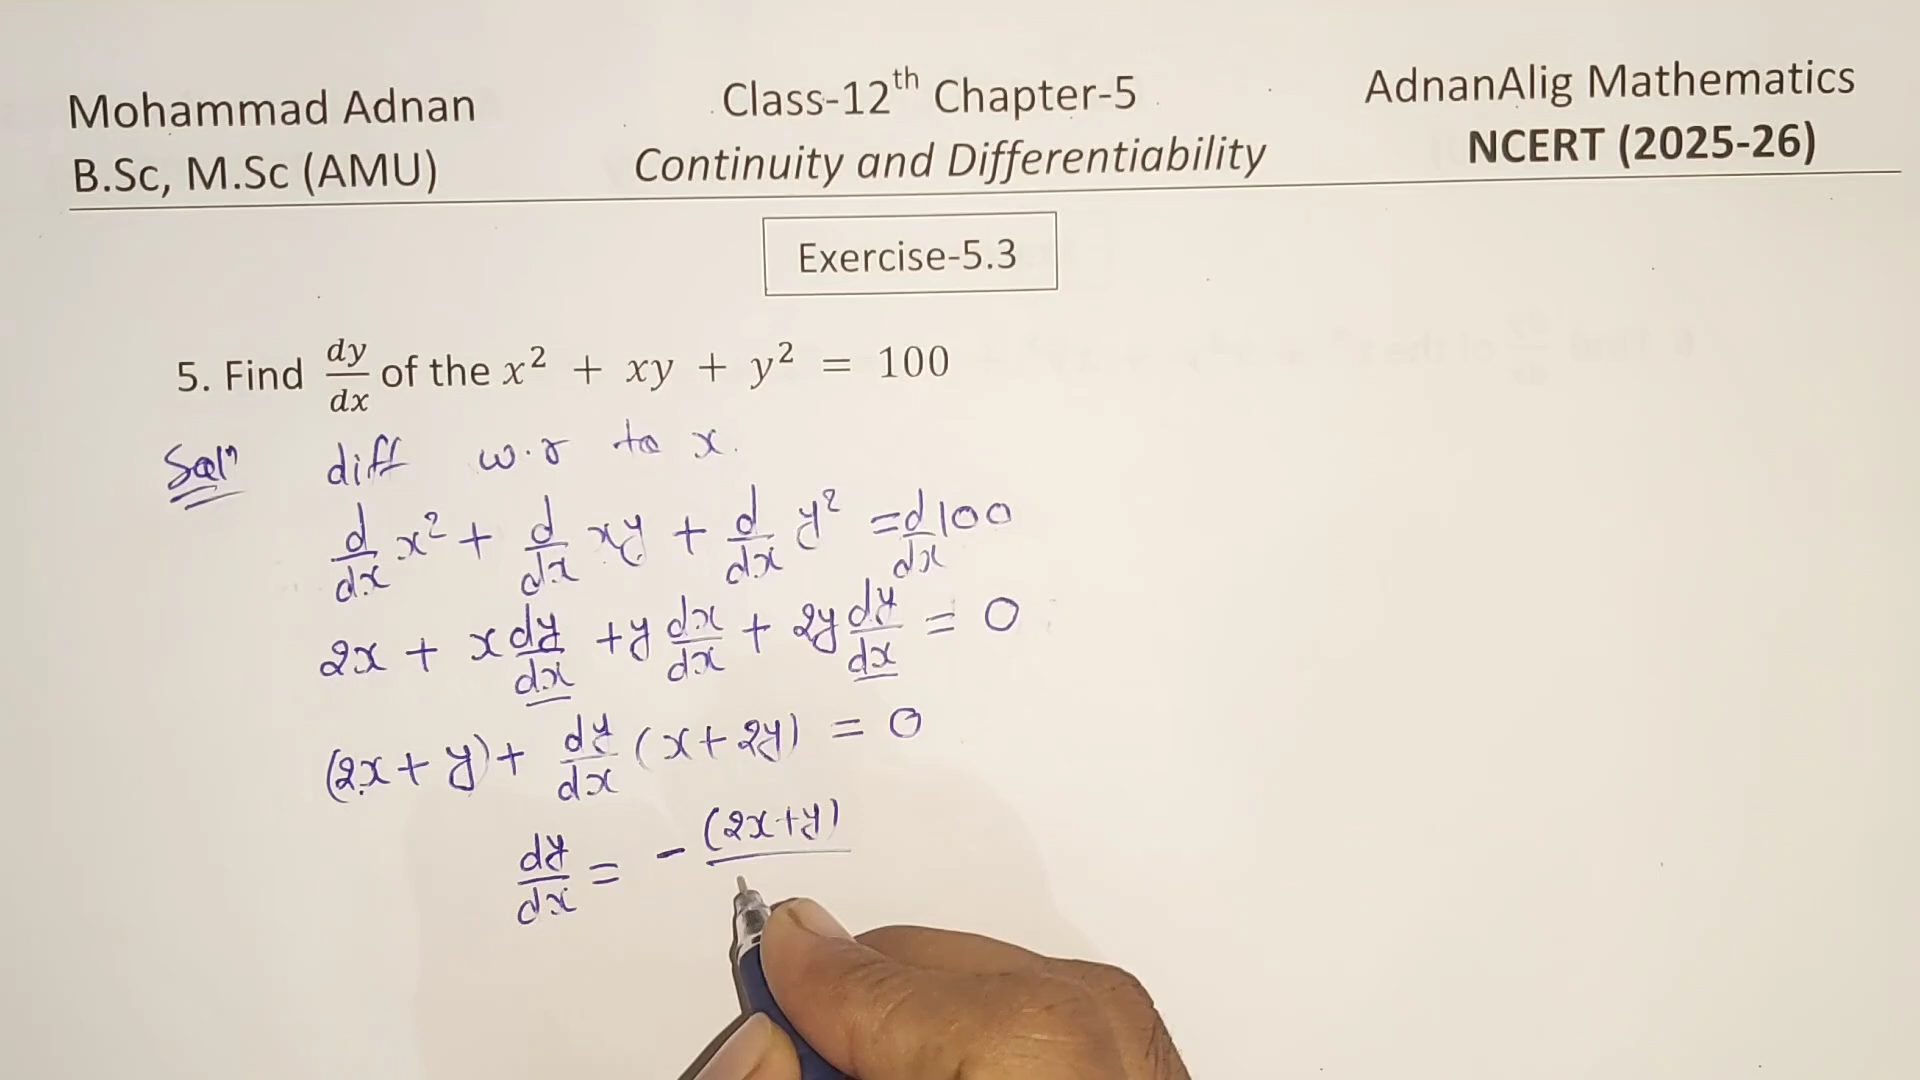 Mohammad Adnan
B.Sc, M.Sc (AMU)
Class-12th Chapter-5
Continuity and Differentiability
AdnanAlig Mathematics
NCERT (2025-26)
Exercise-5.3
5. Find dy/dx of the x² + xy + y² = 100
Solⁿ diff w.r to x.
d/dx x² + d/dx xy + d/dx y² = d/dx 100
2x + x dy/dx + y dx/dx + 2y dy/dx = 0
(2x + y) + dy/dx (x + 2y) = 0
dy/dx = - (2x+y)